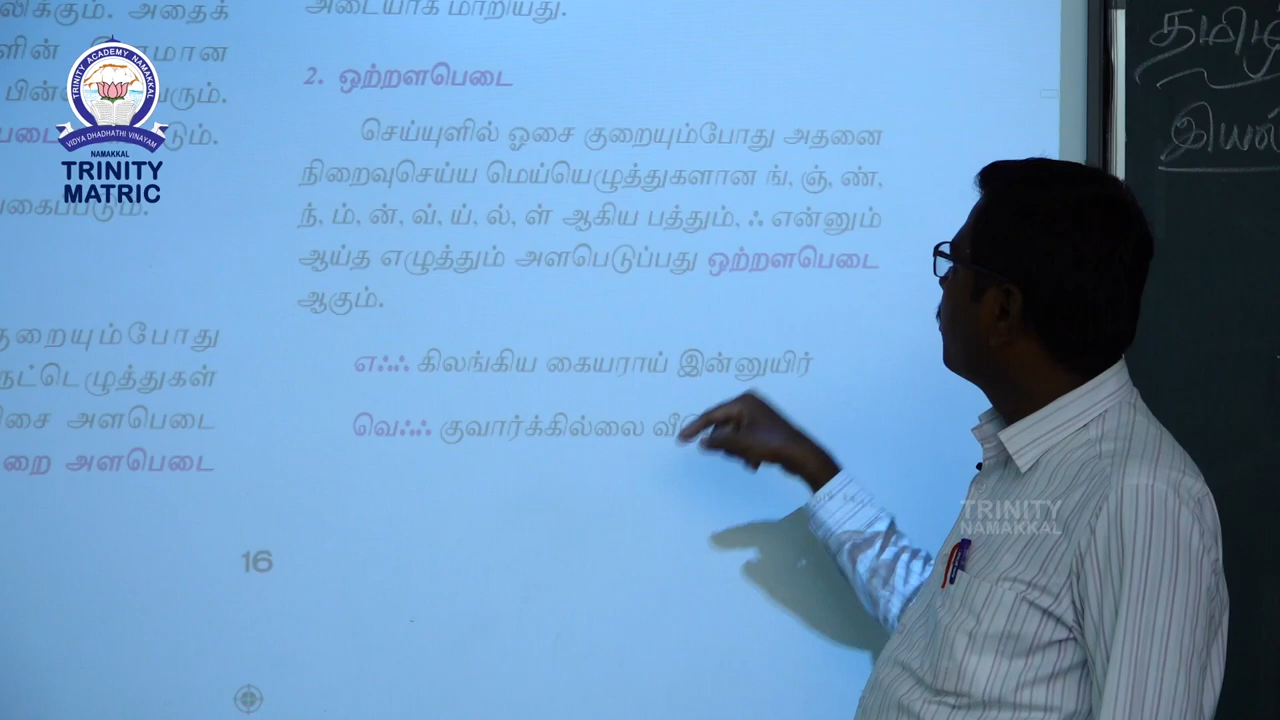 லிக்கும். அதைக்
ளின்
பின்
கைப்படும்.
குறையும்போது
நெட்டெழுத்துகள்
அளபெடை
அளபெடை
அடையாக மாறியது.
2. ஒற்றளபெடை
செய்யுளில் ஓசை குறையும்போது அதனை
நிறைவுசெய்ய மெய்யெழுத்துகளான ங், ஞ், ண்,
ந், ம், ன், வ், ய், ல், ள் ஆகிய பத்தும், ஃ என்னும்
ஆய்த எழுத்தும் அளபெடுப்பது ஒற்றளபெடை
ஆகும்.
எஃஃ கிலங்கிய கையராய் இன்னுயிர்
வெஃஃ குவார்க்கில்லை
16
TRINITY ACADEMY NAMAKKAL
VIDYA DHADHATHI VINAYAM
NAMAKKAL
TRINITY
MATRIC
TRINITY
NAMAKKAL